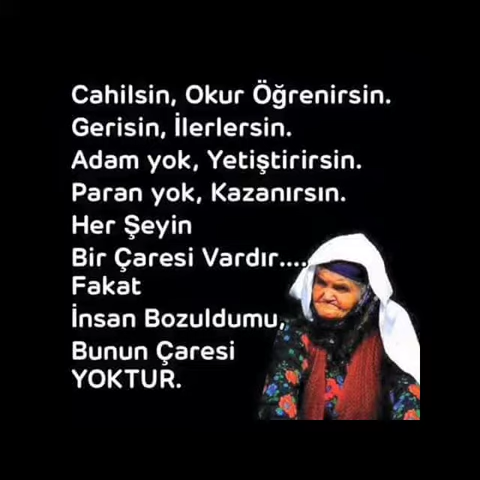 Cahilsin, Okur Öğrenirsin.
Gerisin, İlerlersin.
Adam yok, Yetiştirirsin.
Paran yok, Kazanırsın.
Her Şeyin
Bir Çaresi Vardır....
Fakat
İnsan Bozuldumu,
Bunun Çaresi
YOKTUR.